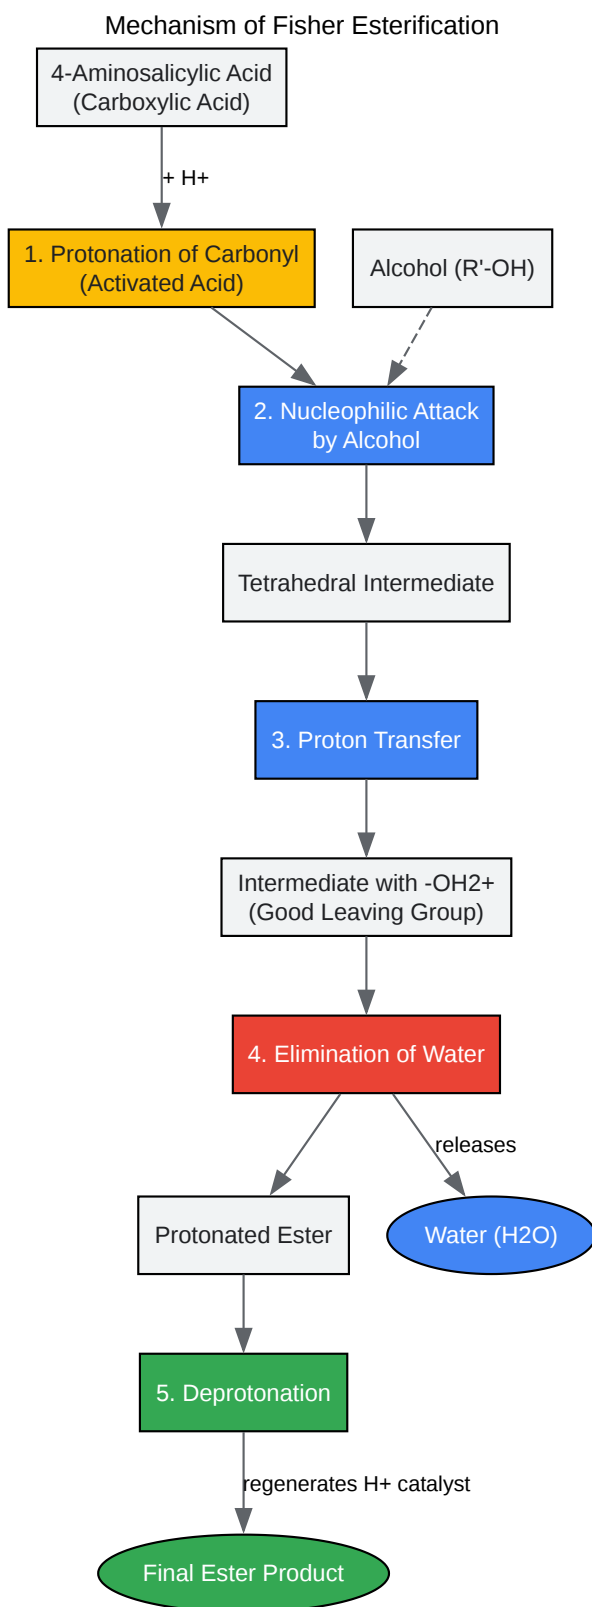 Mechanism of Fisher Esterification
4-Aminosalicylic Acid
(Carboxylic Acid)
+ H+
1. Protonation of Carbonyl
(Activated Acid)
Alcohol (R'-OH)
2. Nucleophilic Attack
by Alcohol
Tetrahedral Intermediate
3. Proton Transfer
Intermediate with -OH2+
(Good Leaving Group)
4. Elimination of Water
releases
Protonated Ester
Water (H2O)
5. Deprotonation
regenerates H+ catalyst
Final Ester Product